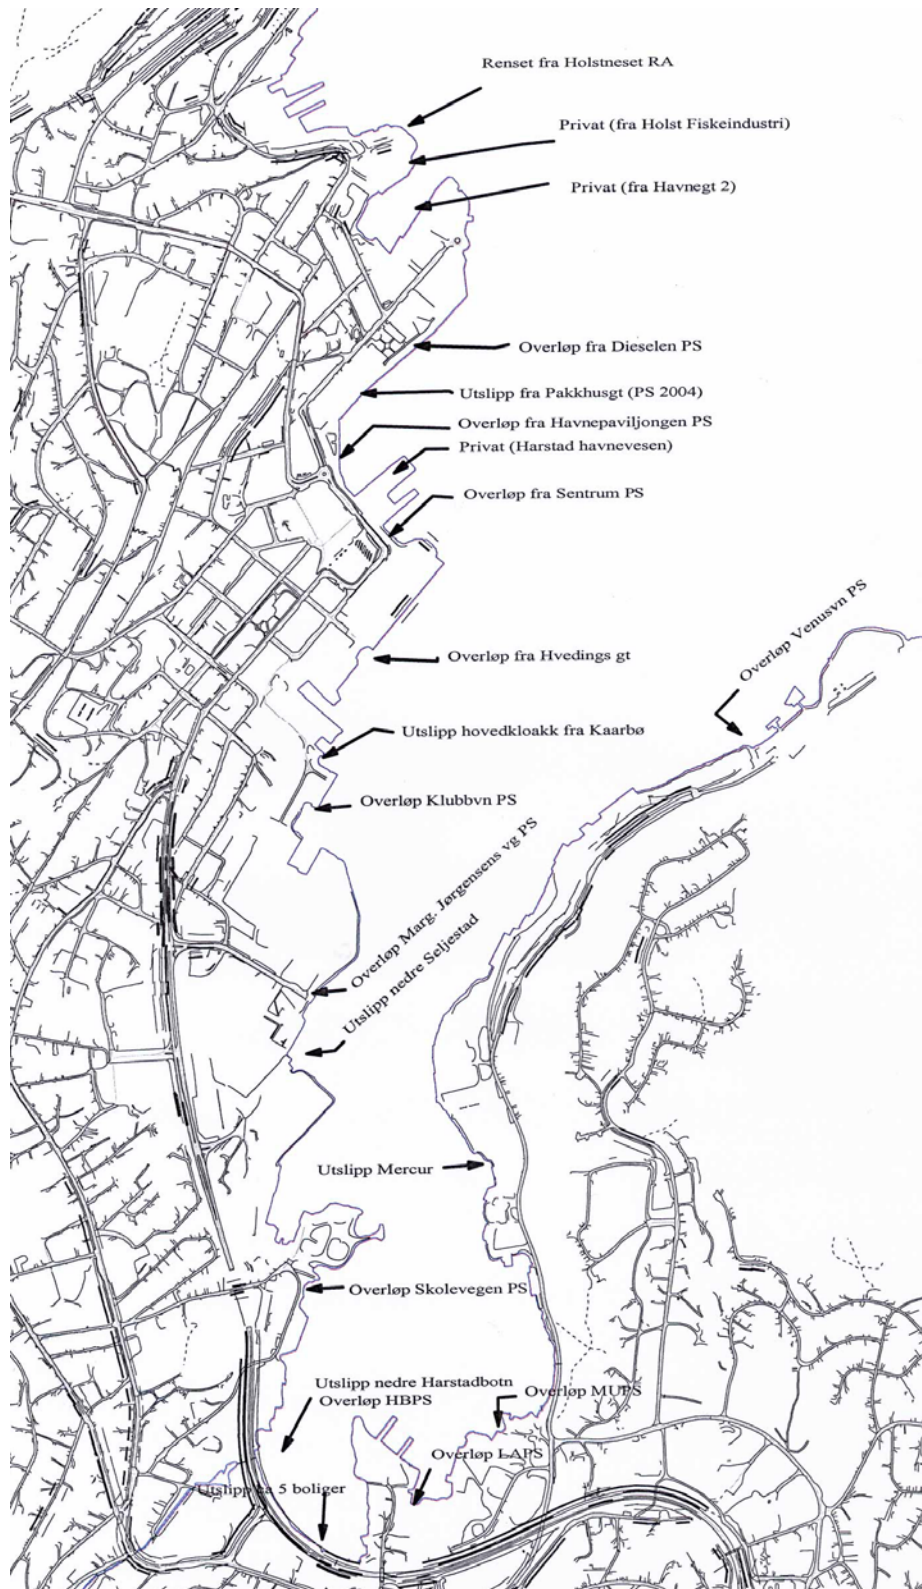 Renset fra Holstneset RA
Privat (fra Holst Fiskeindustri)
Privat (fra Havnegt 2)
Overløp fra Dieselen PS
Utslipp fra Pakkhusgt (PS 2004)
Overløp fra Havnepaviljongen PS
Privat (Harstad havnevesen)
Overløp fra Sentrum PS
Overløp Venusvn PS
Overløp fra Hvedings gt
Utslipp hovedkloakk fra Kaarbø
Overløp Klubbvn PS
Overløp Marg. Jørgensens vg PS
Utslipp nedre Seljestad
Utslipp Mercur
Overløp Skolevegen PS
Utslipp nedre Harstadbotn
Overløp HBPS
Overløp MUPS
Overløp LAPS
Utslipp ca 5 boliger